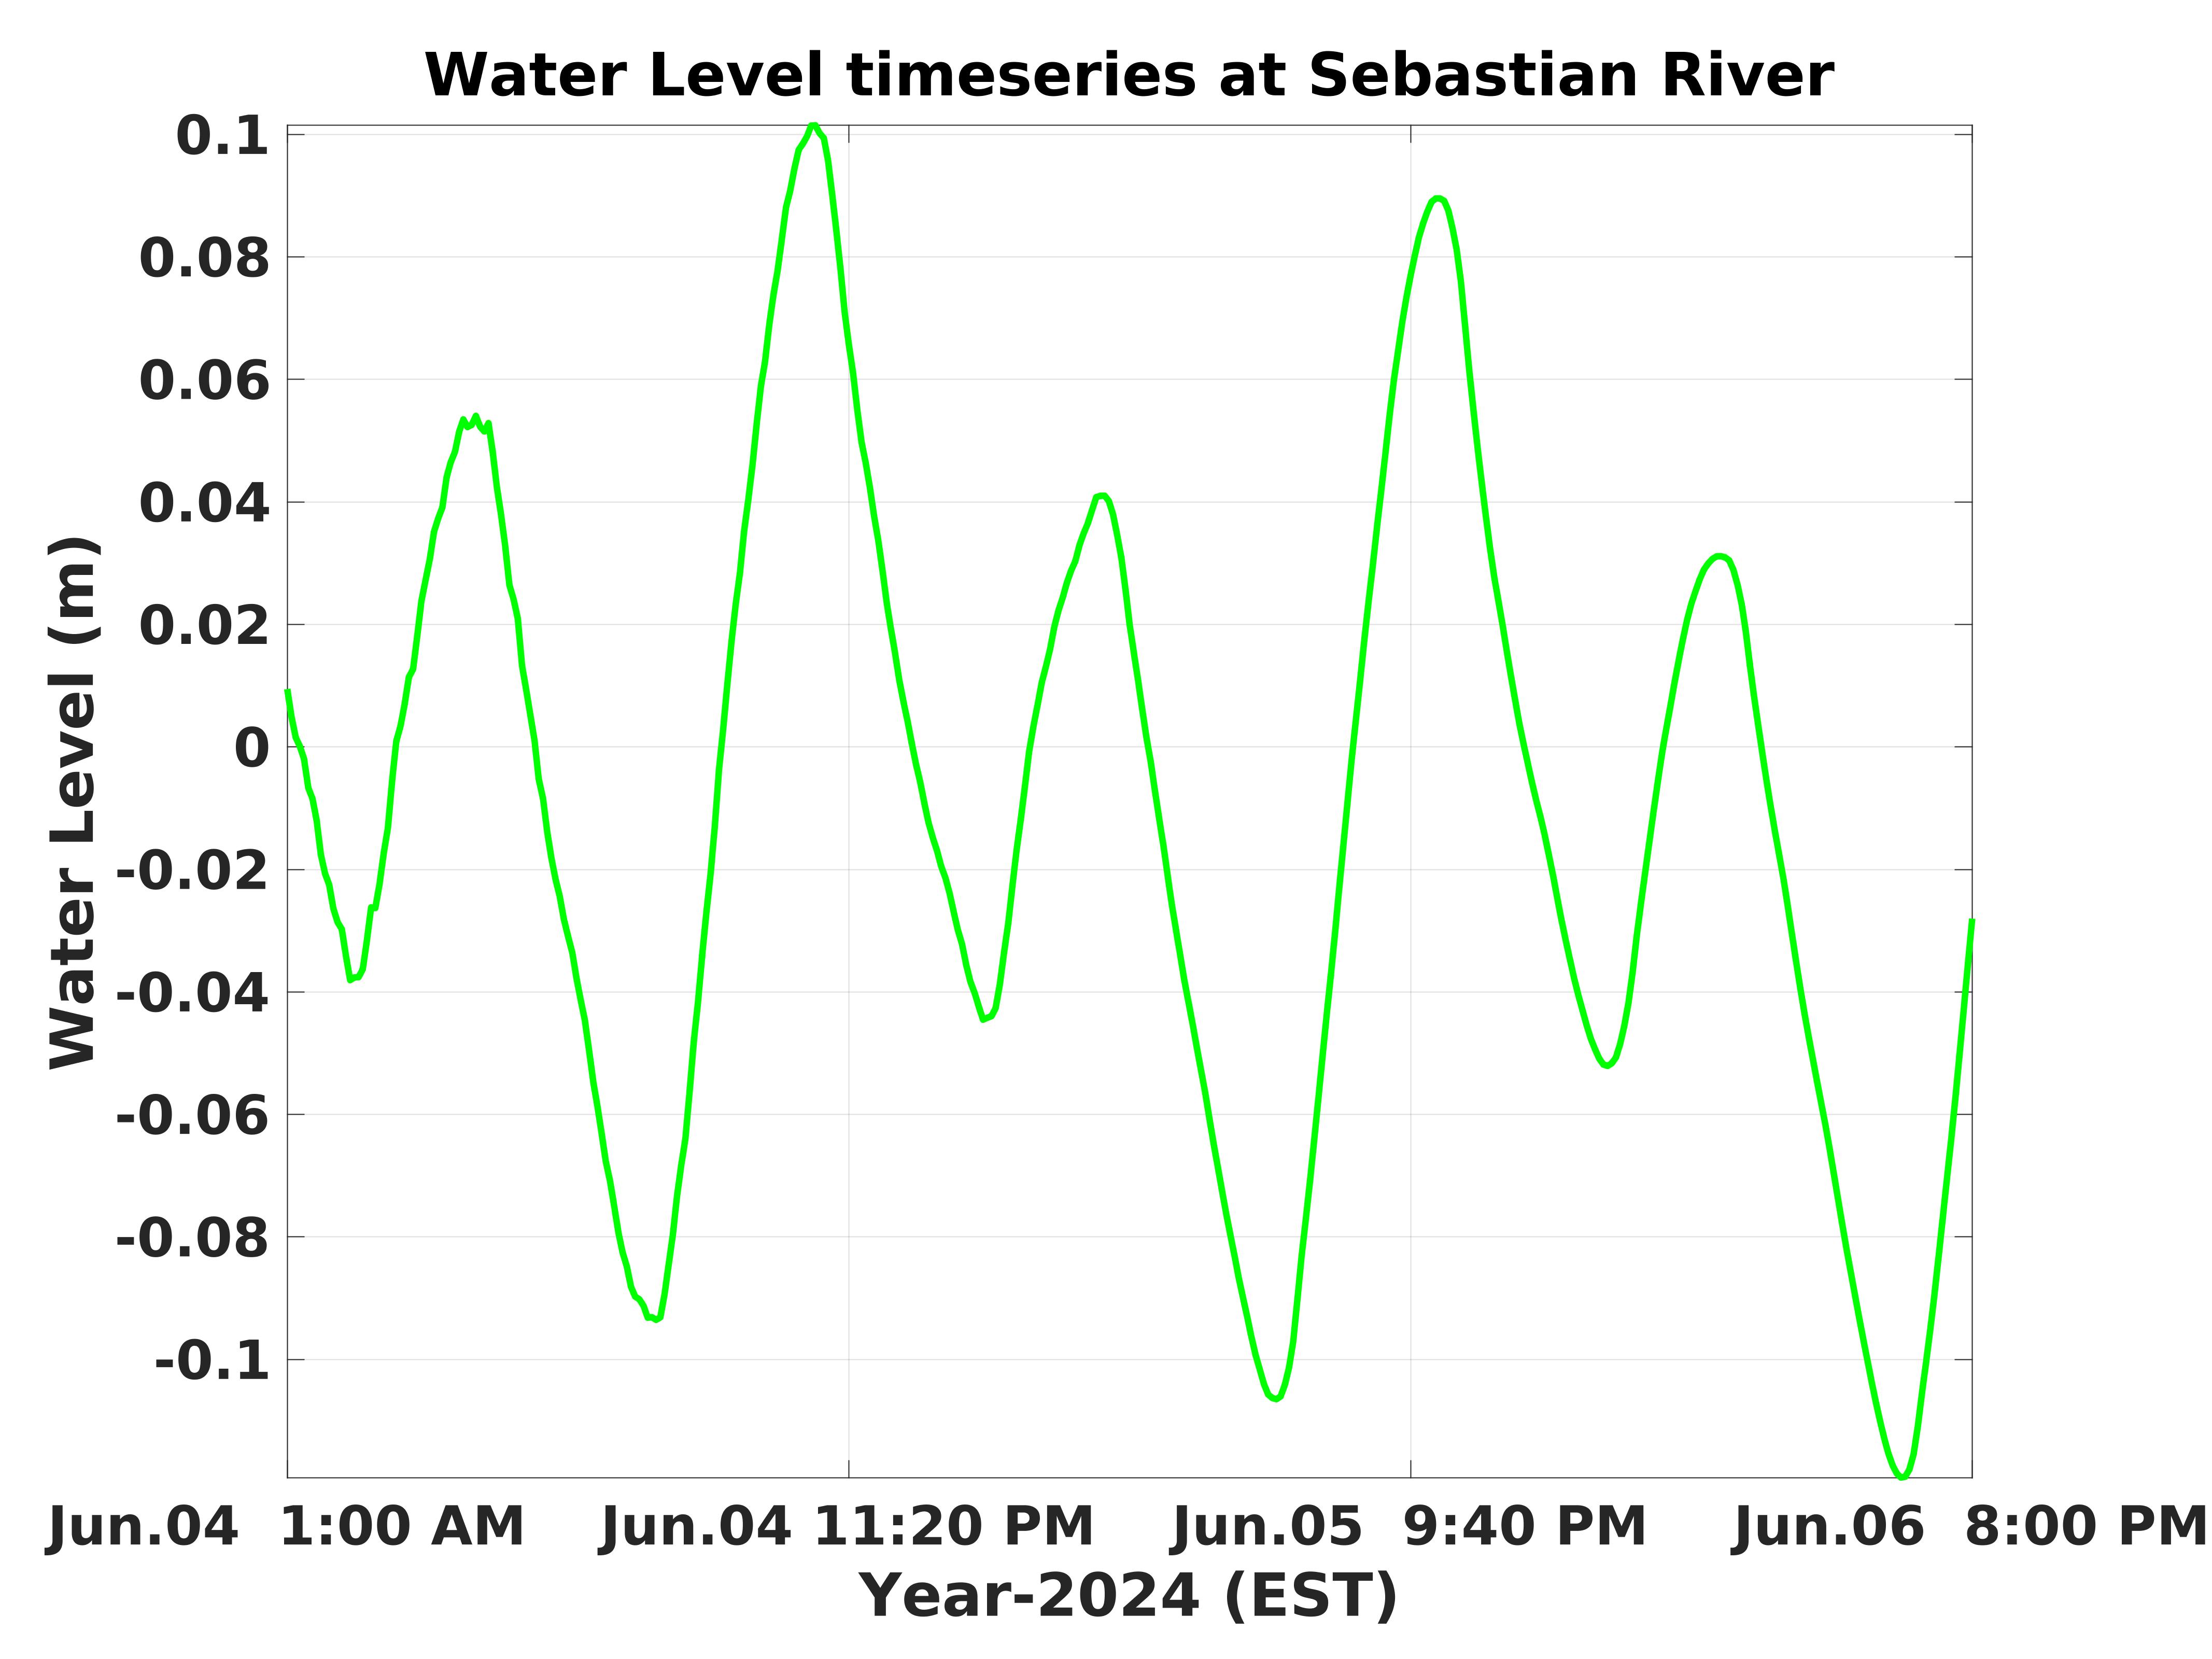 Water Level timeseries at Sebastian River
Water Level (m)
0.1
0.08
0.06
0.04
0.02
0
-0.02
-0.04
-0.06
-0.08
-0.1
Jun.04  1:00 AM Jun.04 11:20 PM Jun.05  9:40 PM Jun.06  8:00 PM
Year-2024 (EST)